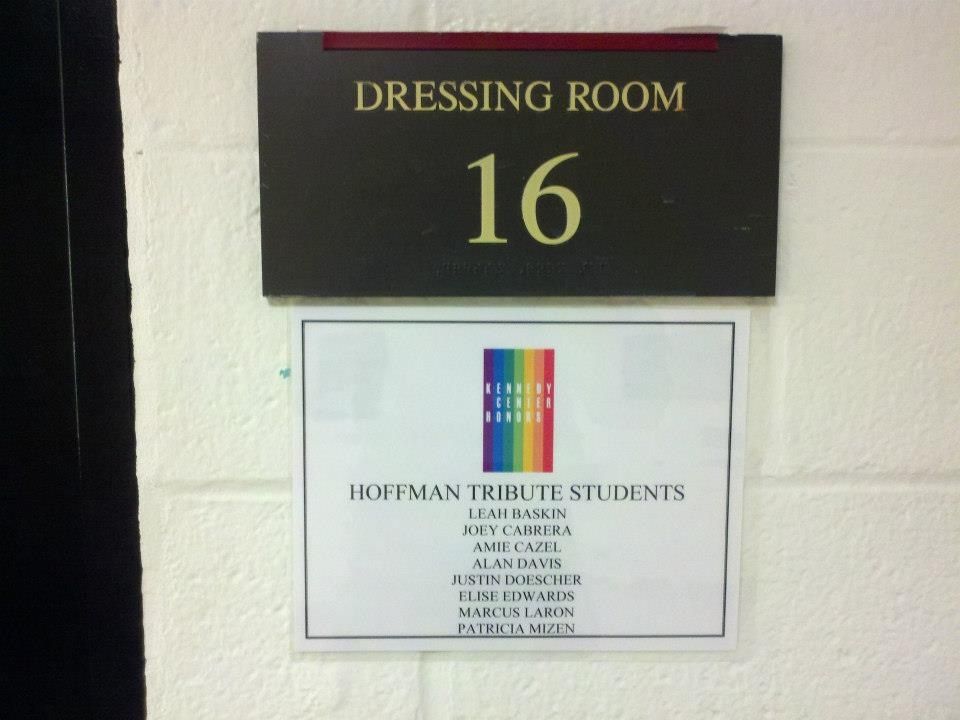 DRESSING ROOM
16
KENNEDY
CENTER
HONORS
HOFFMAN TRIBUTE STUDENTS
LEAH BASKIN
JOEY CABRERA
AMIE CAZEL
ALAN DAVIS
JUSTIN DOESCHER
ELISE EDWARDS
MARCUS LARON
PATRICIA MIZEN